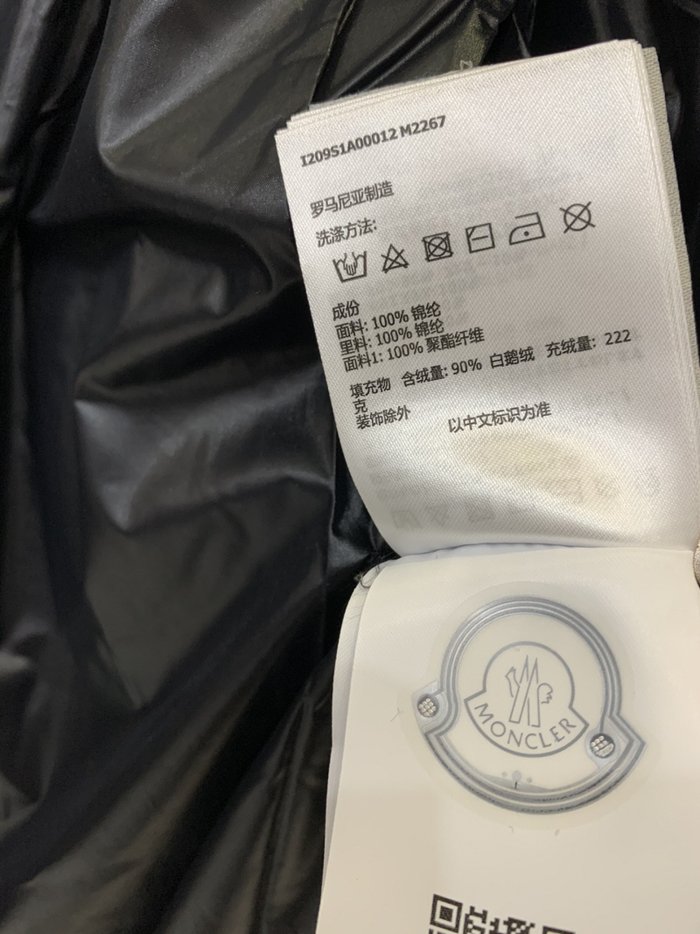 I209S1A00012 M2267
罗马尼亚制造
洗涤方法:
成份
面料: 100% 锦纶
里料: 100% 锦纶
面料1: 100% 聚酯纤维
填充物 含绒量: 90% 白鹅绒 充绒量: 222
克
装饰除外 以中文标识为准
MONCLER